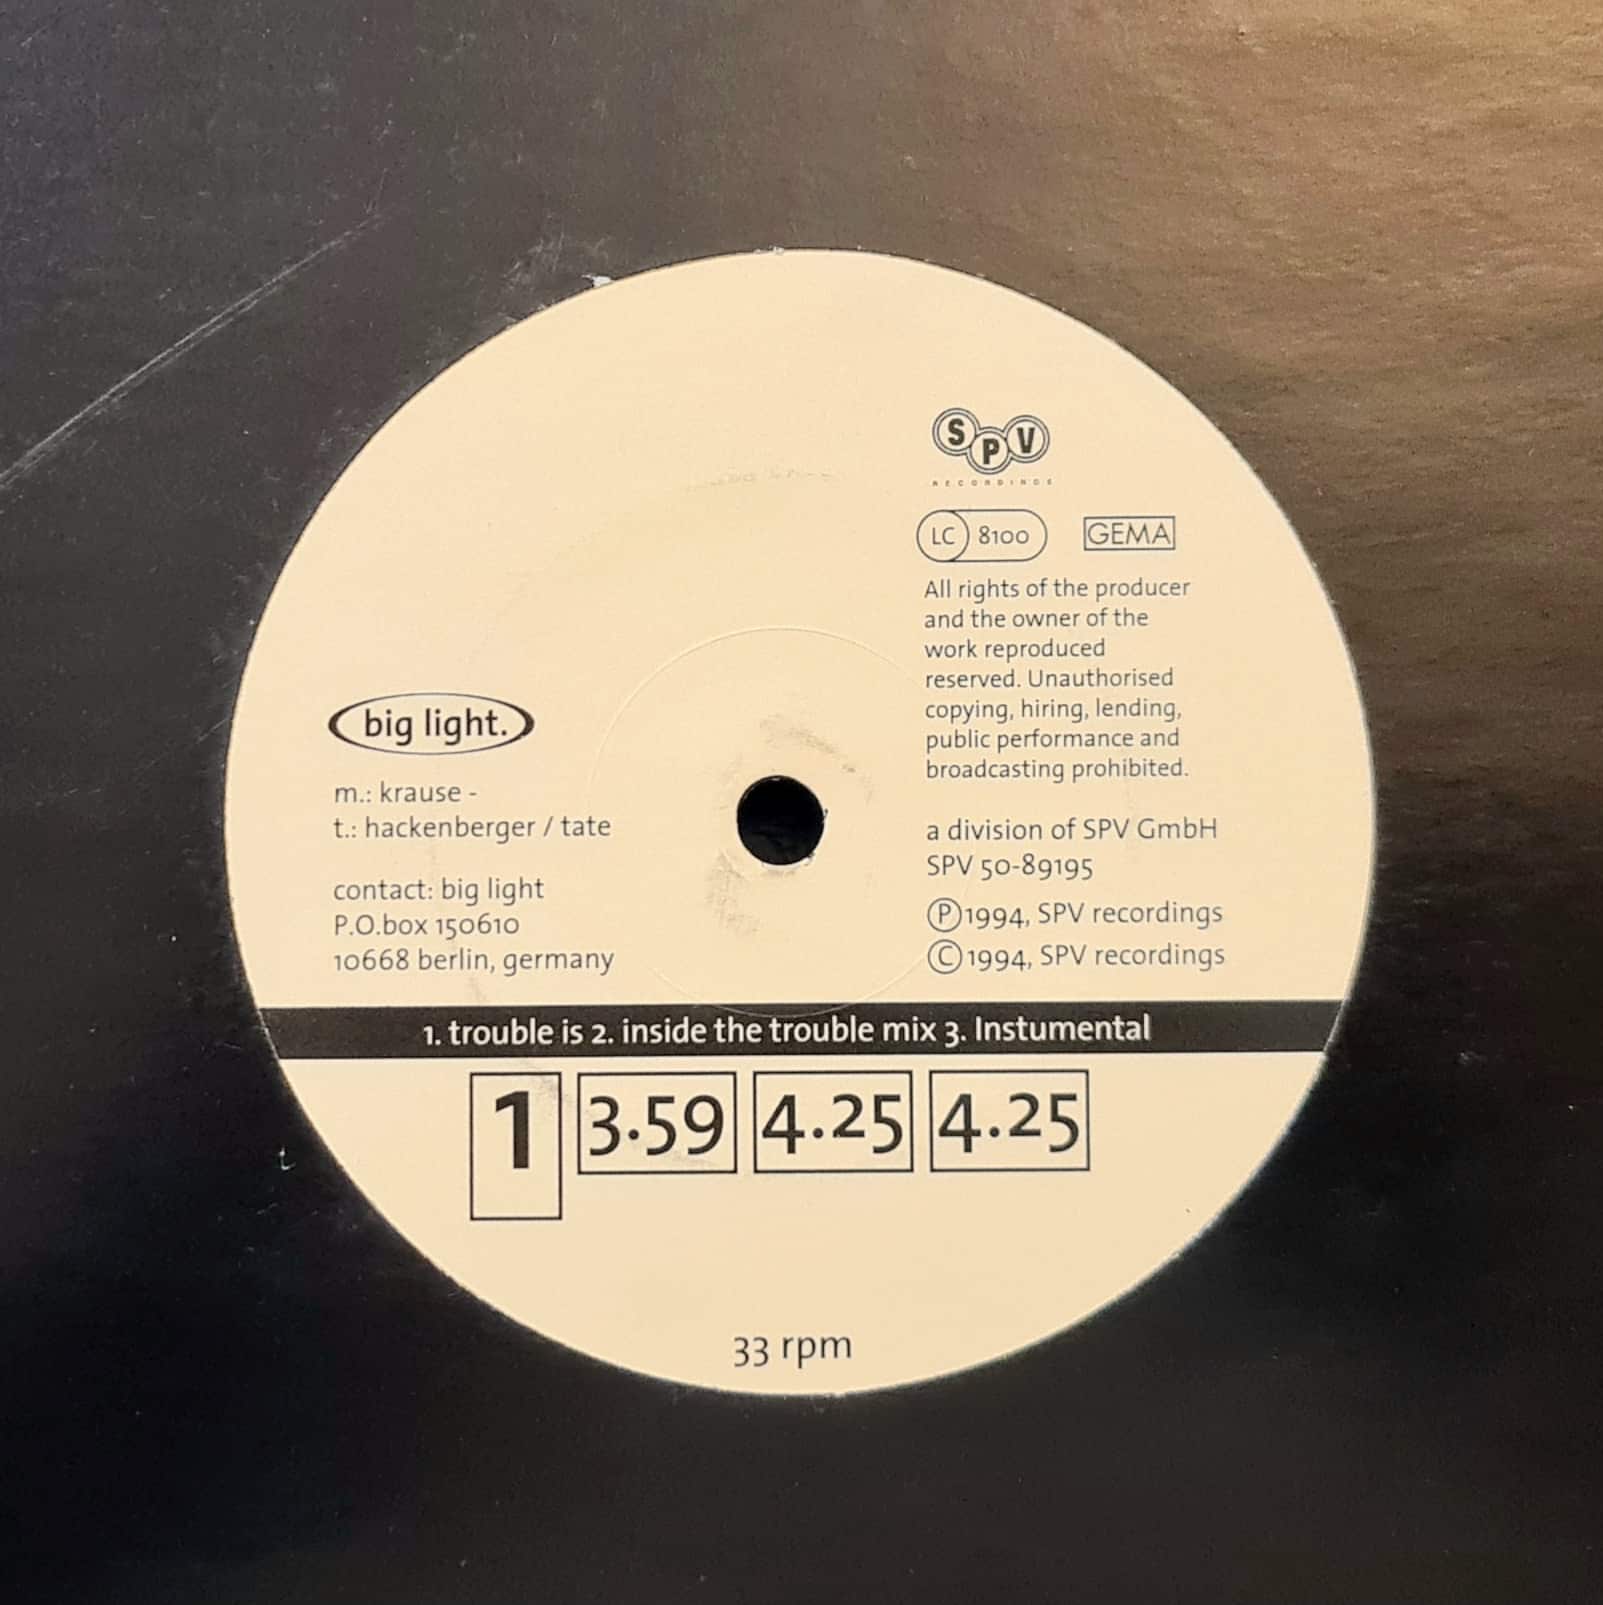 SPV
RECORDINGS
LC 8100 GEMA
All rights of the producer
and the owner of the
work reproduced
reserved. Unauthorised
copying, hiring, lending,
public performance and
broadcasting prohibited.
a division of SPV GmbH
SPV 50-89195
Ⓟ1994, SPV recordings
©1994, SPV recordings
big light.
m.: krause -
t.: hackenberger / tate
contact: big light
P.O.box 150610
10668 berlin, germany
1. trouble is 2. inside the trouble mix 3. Instumental
1 3.59 4.25 4.25
33 rpm